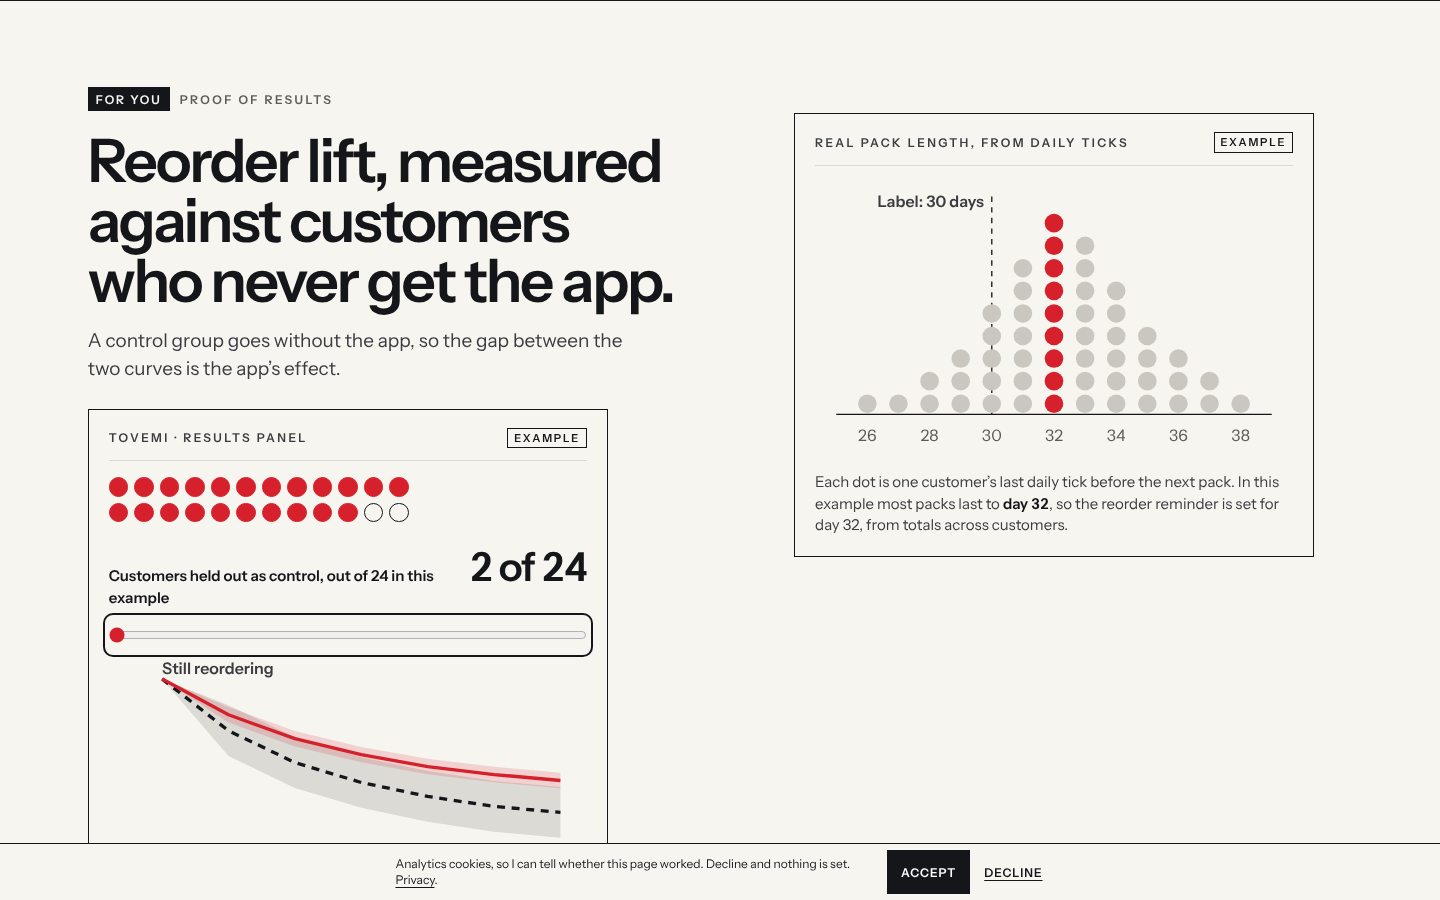 FOR YOU PROOF OF RESULTS
Reorder lift, measured
against customers
who never get the app.
A control group goes without the app, so the gap between the
two curves is the app’s effect.
TOVEMI · RESULTS PANEL EXAMPLE
Customers held out as control, out of 24 in this
example
2 of 24
Still reordering
REAL PACK LENGTH, FROM DAILY TICKS EXAMPLE
Label: 30 days
26 28 30 32 34 36 38
Each dot is one customer’s last daily tick before the next pack. In this
example most packs last to day 32, so the reorder reminder is set for
day 32, from totals across customers.
Analytics cookies, so I can tell whether this page worked. Decline and nothing is set.
Privacy.
ACCEPT DECLINE